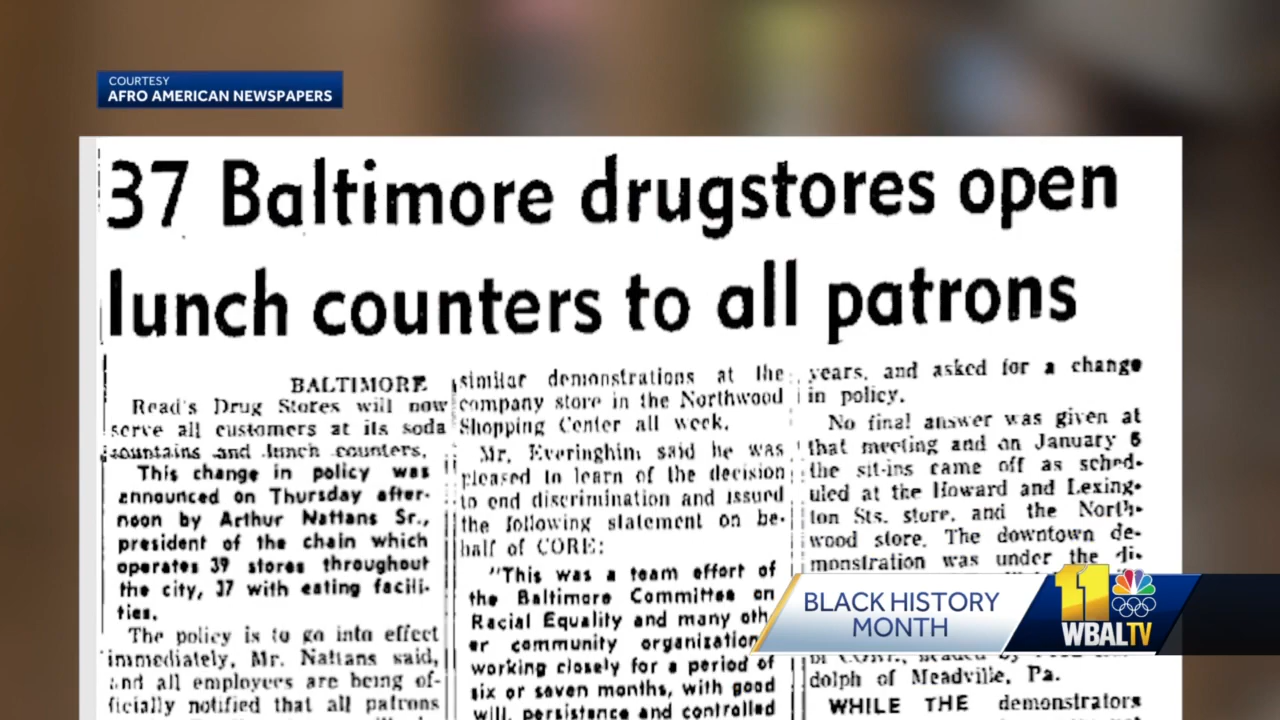 COURTESY
AFRO AMERICAN NEWSPAPERS
37 Baltimore drugstores open
lunch counters to all patrons
BALTIMORE
Read's Drug Stores will now
serve all customers at its soda
fountains and lunch counters.
This change in policy was
announced on Thursday after-
noon by Arthur Nattans Sr.,
president of the chain which
operates 39 stores throughout
the city, 37 with eating facili-
ties.
The policy is to go into effect
immediately, Mr. Nattans said,
and all employees are being of-
ficially notified that all patrons
similar demonstrations at the
company store in the Northwood
Shopping Center all week.
Mr. Everinghim said he was
pleased to learn of the decision
to end discrimination and issued
the following statement on be-
half of CORE:
"This was a team effort of
the Baltimore Committee on
Racial Equality and many oth
er community organization
working closely for a period of
six or seven months, with good
will, persistence and controlled
years, and asked for a change
in policy.
No final answer was given at
that meeting and on January 6
the sit-ins came off as sched-
uled at the Howard and Lexing-
ton Sts. store, and the North-
wood store. The downtown de-
monstration was under the di-
of CORE, headed by
dolph of Meadville, Pa.
WHILE THE demonstrators
BLACK HISTORY
MONTH
11
WBALTV